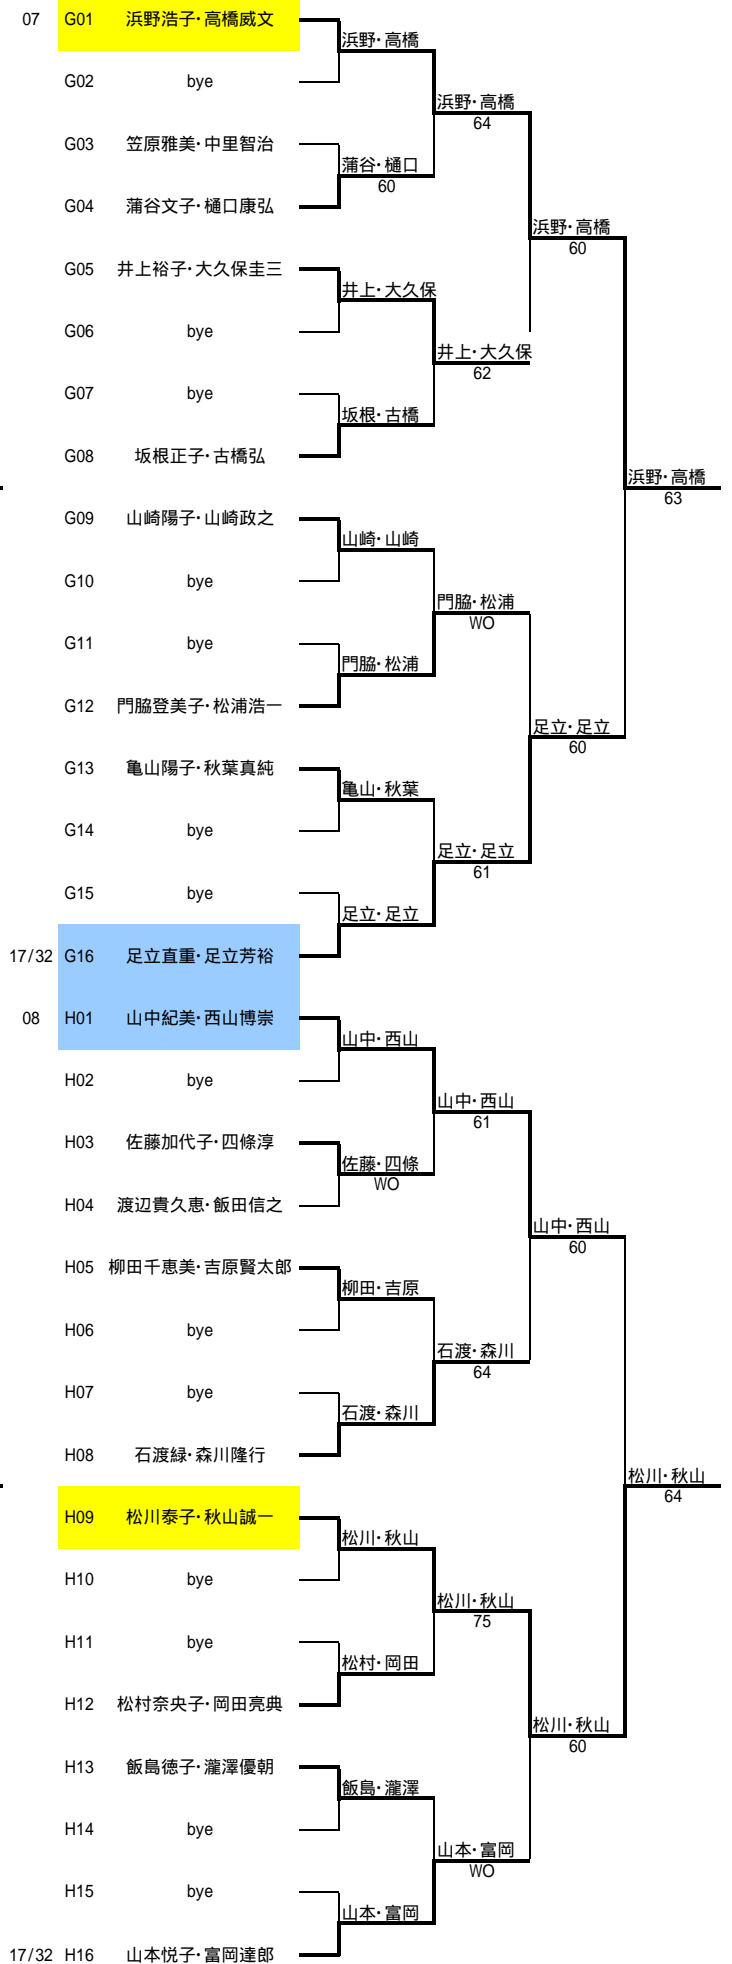 07 G01 浜野浩子・高橋威文
浜野・高橋
G02 bye
浜野・高橋
64
G03 笠原雅美・中里智治
蒲谷・樋口
60
G04 蒲谷文子・樋口康弘
浜野・高橋
60
G05 井上裕子・大久保圭三
井上・大久保
G06 bye
井上・大久保
62
G07 bye
坂根・古橋
G08 坂根正子・古橋弘
浜野・高橋
63
G09 山崎陽子・山崎政之
山崎・山崎
G10 bye
門脇・松浦
WO
G11 bye
門脇・松浦
G12 門脇登美子・松浦浩一
足立・足立
60
G13 亀山陽子・秋葉真純
亀山・秋葉
G14 bye
足立・足立
61
G15 bye
足立・足立
17/32 G16 足立直重・足立芳裕
08 H01 山中紀美・西山博崇
山中・西山
H02 bye
山中・西山
61
H03 佐藤加代子・四條淳
佐藤・四條
WO
H04 渡辺貴久恵・飯田信之
山中・西山
60
H05 柳田千恵美・吉原賢太郎
柳田・吉原
H06 bye
石渡・森川
64
H07 bye
石渡・森川
H08 石渡緑・森川隆行
松川・秋山
64
H09 松川泰子・秋山誠一
松川・秋山
H10 bye
松川・秋山
75
H11 bye
松村・岡田
H12 松村奈央子・岡田亮典
松川・秋山
60
H13 飯島徳子・瀧澤優朝
飯島・瀧澤
H14 bye
山本・富岡
WO
H15 bye
山本・富岡
17/32 H16 山本悦子・富岡達郎